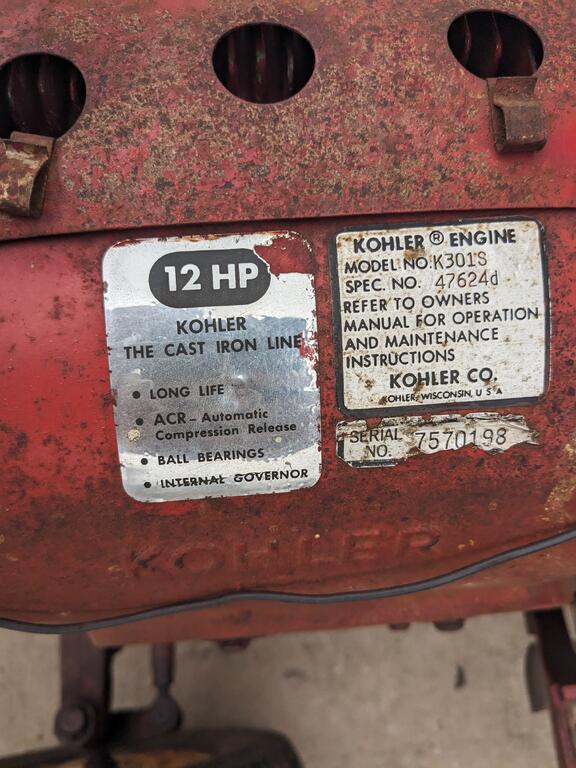 12 HP
KOHLER
THE CAST IRON LINE
• LONG LIFE
• ACR - Automatic
Compression Release
• BALL BEARINGS
• INTERNAL GOVERNOR
KOHLER ® ENGINE
MODEL NO. K301S
SPEC. NO. 47624d
REFER TO OWNERS
MANUAL FOR OPERATION
AND MAINTENANCE
INSTRUCTIONS
KOHLER CO.
KOHLER, WISCONSIN, U S A
SERIAL NO. 7570198
KOHLER